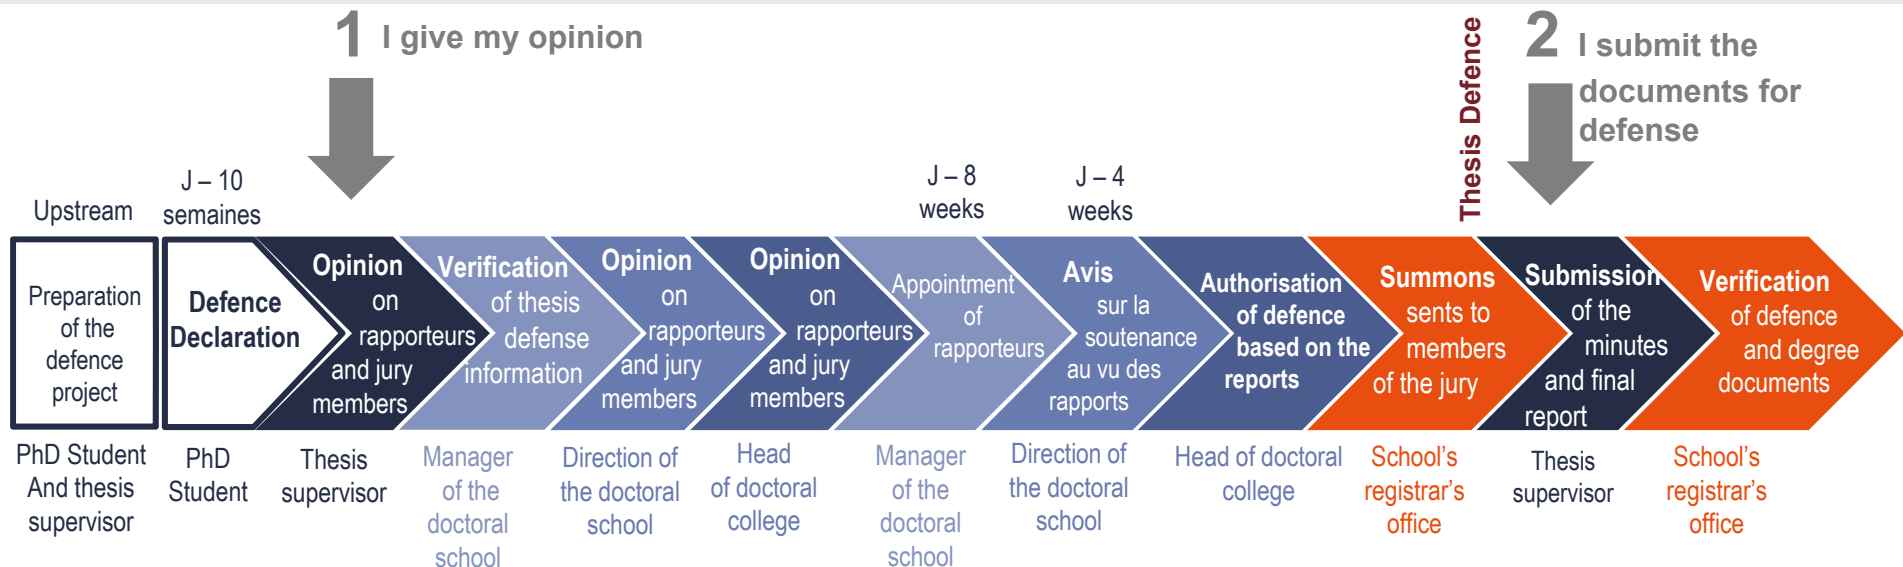 1 I give my opinion
Thesis Defence
2 I submit the
documents for
defense
Upstream
J – 10
semaines
J – 8
weeks
J – 4
weeks
Preparation
of the
defence
project
Defence
Declaration
Opinion
on
rapporteurs
and jury
members
Verification
of thesis
defense
information
Opinion
on
rapporteurs
and jury
members
Opinion
on
rapporteurs
and jury
members
Appointment
of
rapporteurs
Avis
sur la
soutenance
au vu des
rapports
Authorisation
of defence
based on the
reports
Summons
sents to
members
of the jury
Submission
of the
minutes
and final
report
Verification
of defence
and degree
documents
PhD Student
And thesis
supervisor
PhD
Student
Thesis
supervisor
Manager
of the
doctoral
school
Direction of
the doctoral
school
Head
of doctoral
college
Manager
of the
doctoral
school
Direction of
the doctoral
school
Head of doctoral
college
School's
registrar's
office
Thesis
supervisor
School's
registrar's
office